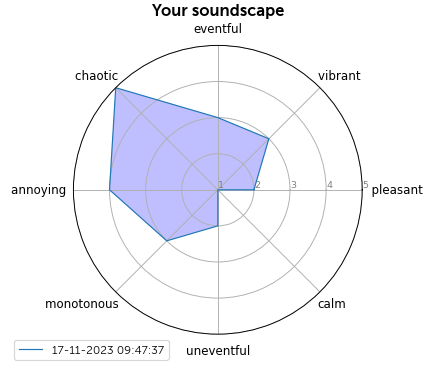 Your soundscape
eventful
chaotic
vibrant
annoying
1 2 3 4 5
pleasant
monotonous
calm
uneventful
17-11-2023 09:47:37